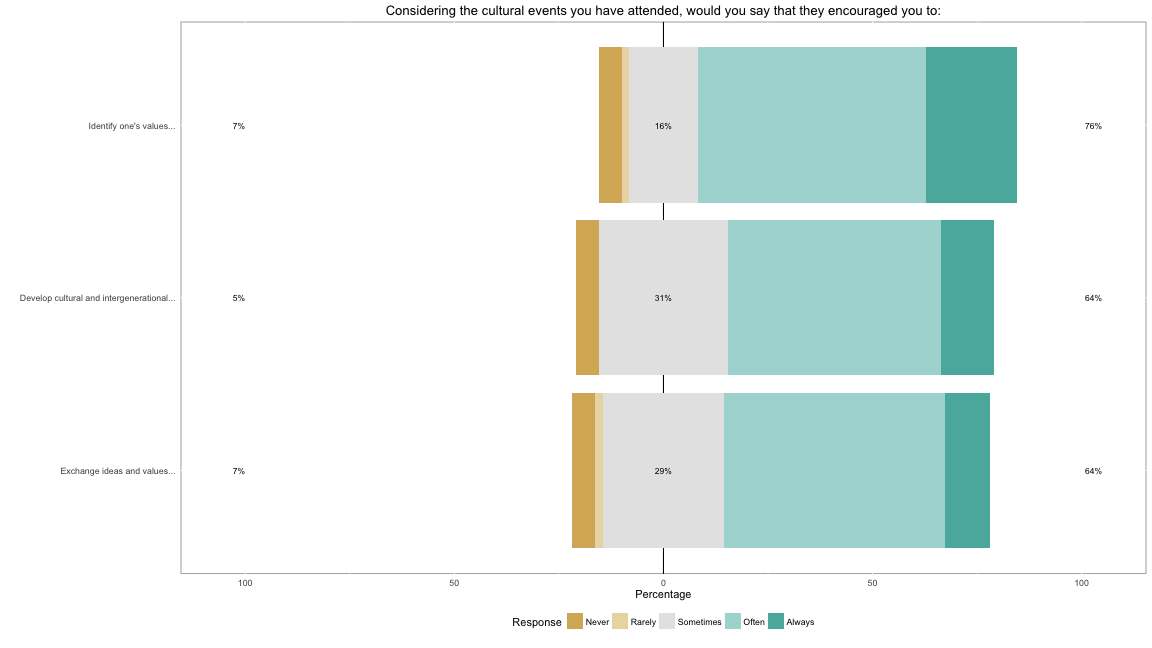 Considering the cultural events you have attended, would you say that they encouraged you to:
Identify one's values... 7% 16% 76%
Develop cultural and intergenerational... 5% 31% 64%
Exchange ideas and values... 7% 29% 64%
100 50 0 50 100
Percentage
Response Never Rarely Sometimes Often Always